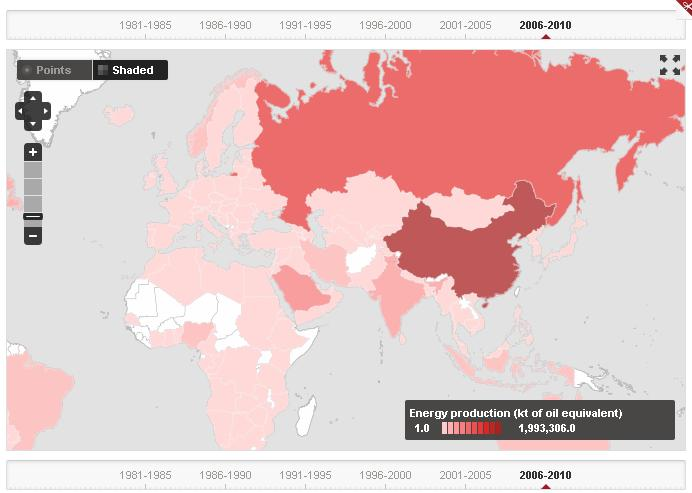 1981-1985 1986-1990 1991-1995 1996-2000 2001-2005 2006-2010
Points Shaded
Energy production (kt of oil equivalent)
1.0 1,993,306.0
1981-1985 1986-1990 1991-1995 1996-2000 2001-2005 2006-2010